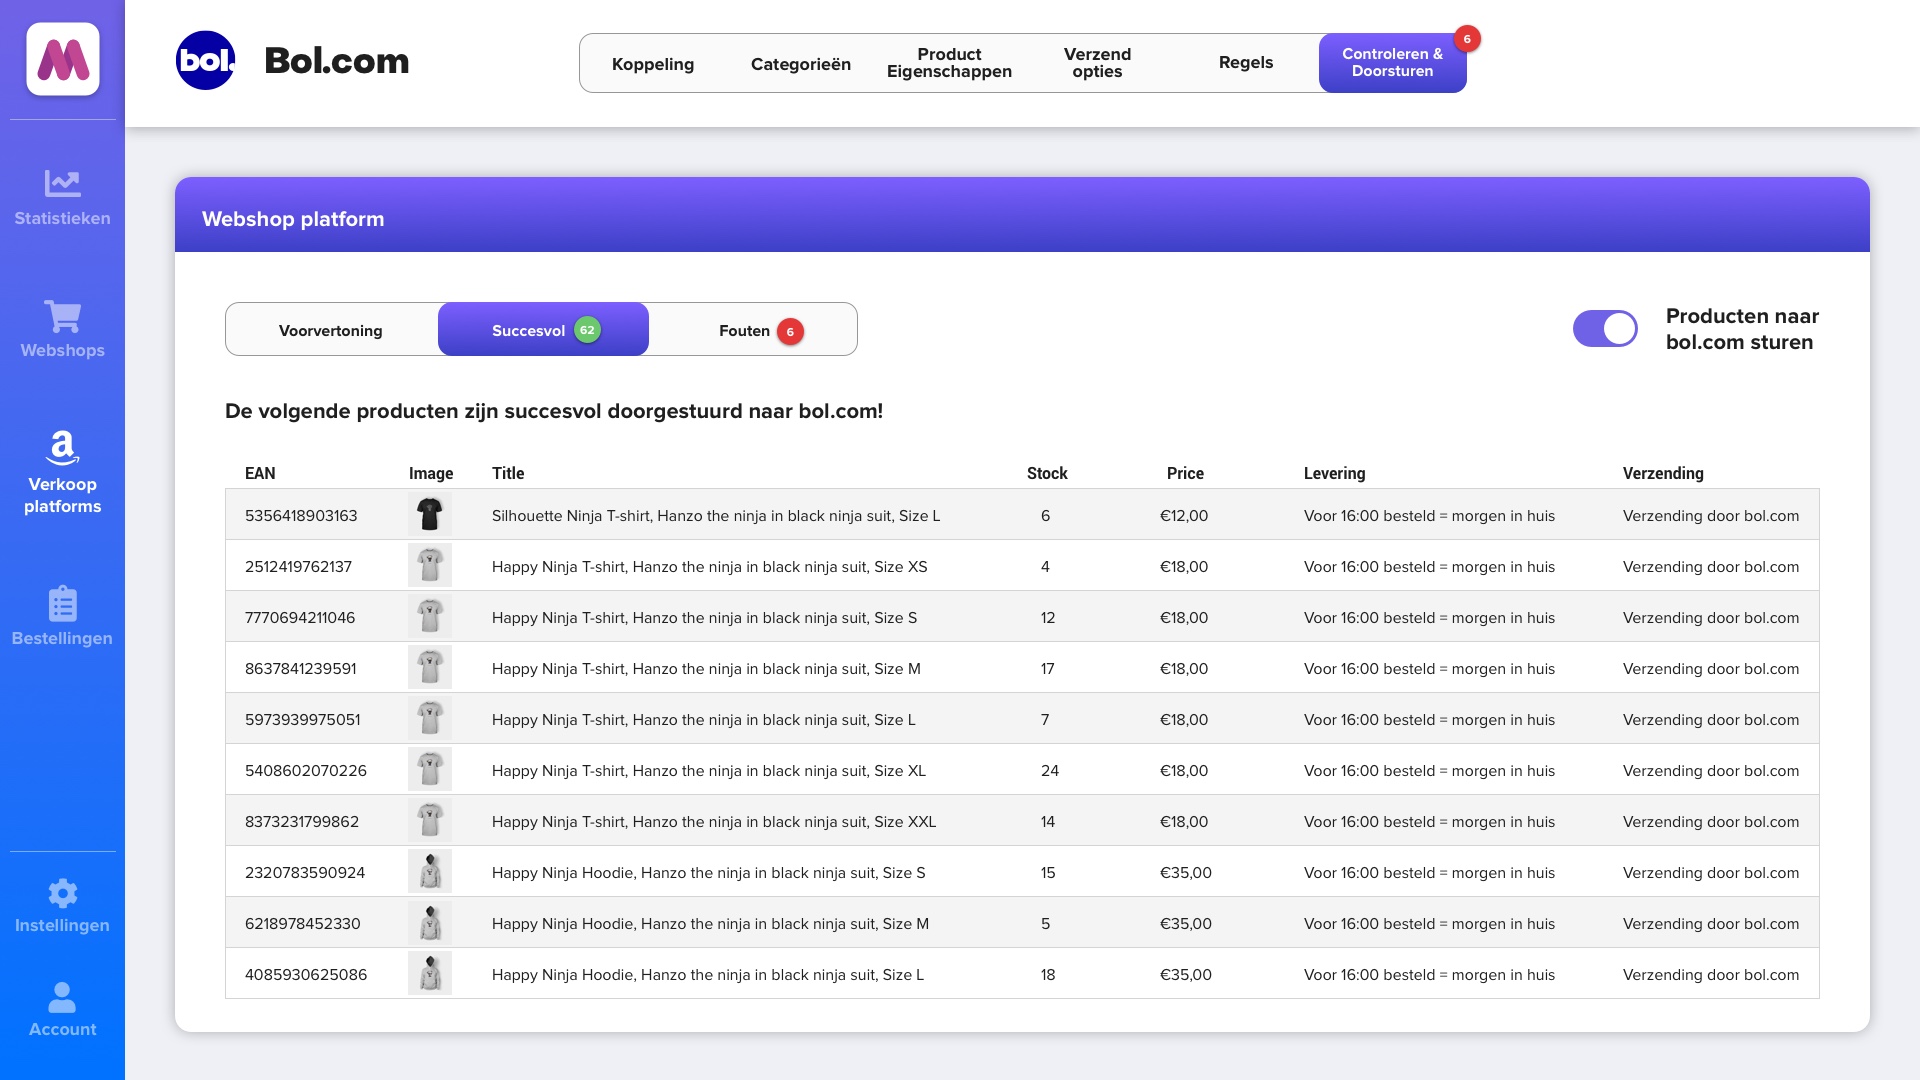 bol.
Bol.com
Koppeling
Categorieën
Product
Eigenschappen
Verzend
opties
Regels
Controleren &
Doorsturen
6
Statistieken
Webshops
Verkoop
platforms
Bestellingen
Instellingen
Account
Webshop platform
Voorvertoning
Succesvol 62
Fouten 6
Producten naar
bol.com sturen
De volgende producten zijn succesvol doorgestuurd naar bol.com!
EAN Image Title Stock Price Levering Verzending
5356418903163 Silhouette Ninja T-shirt, Hanzo the ninja in black ninja suit, Size L 6 €12,00 Voor 16:00 besteld = morgen in huis Verzending door bol.com
2512419762137 Happy Ninja T-shirt, Hanzo the ninja in black ninja suit, Size XS 4 €18,00 Voor 16:00 besteld = morgen in huis Verzending door bol.com
7770694211046 Happy Ninja T-shirt, Hanzo the ninja in black ninja suit, Size S 12 €18,00 Voor 16:00 besteld = morgen in huis Verzending door bol.com
8637841239591 Happy Ninja T-shirt, Hanzo the ninja in black ninja suit, Size M 17 €18,00 Voor 16:00 besteld = morgen in huis Verzending door bol.com
5973939975051 Happy Ninja T-shirt, Hanzo the ninja in black ninja suit, Size L 7 €18,00 Voor 16:00 besteld = morgen in huis Verzending door bol.com
5408602070226 Happy Ninja T-shirt, Hanzo the ninja in black ninja suit, Size XL 24 €18,00 Voor 16:00 besteld = morgen in huis Verzending door bol.com
8373231799862 Happy Ninja T-shirt, Hanzo the ninja in black ninja suit, Size XXL 14 €18,00 Voor 16:00 besteld = morgen in huis Verzending door bol.com
2320783590924 Happy Ninja Hoodie, Hanzo the ninja in black ninja suit, Size S 15 €35,00 Voor 16:00 besteld = morgen in huis Verzending door bol.com
6218978452330 Happy Ninja Hoodie, Hanzo the ninja in black ninja suit, Size M 5 €35,00 Voor 16:00 besteld = morgen in huis Verzending door bol.com
4085930625086 Happy Ninja Hoodie, Hanzo the ninja in black ninja suit, Size L 18 €35,00 Voor 16:00 besteld = morgen in huis Verzending door bol.com